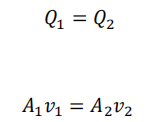 Q₁ = Q₂
A₁v₁ = A₂v₂